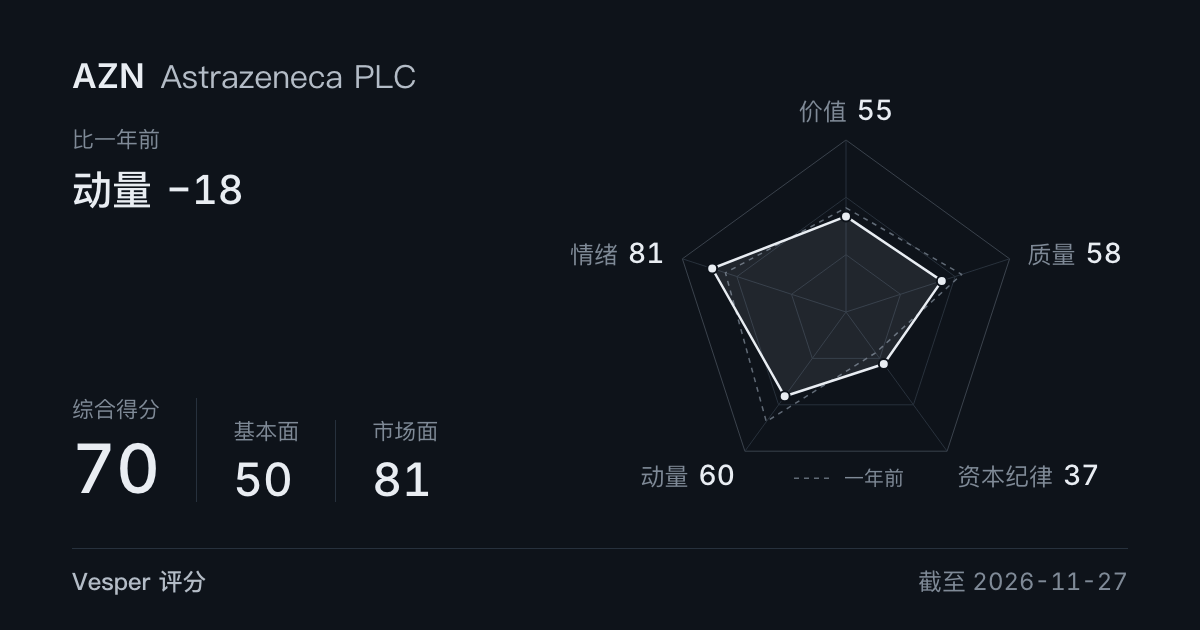 AZN Astrazeneca PLC
比一年前
动量 −18
价值 55
情绪 81
质量 58
动量 60
---- 一年前
资本纪律 37
综合得分
70
基本面
50
市场面
81
Vesper 评分
截至 2026-11-27